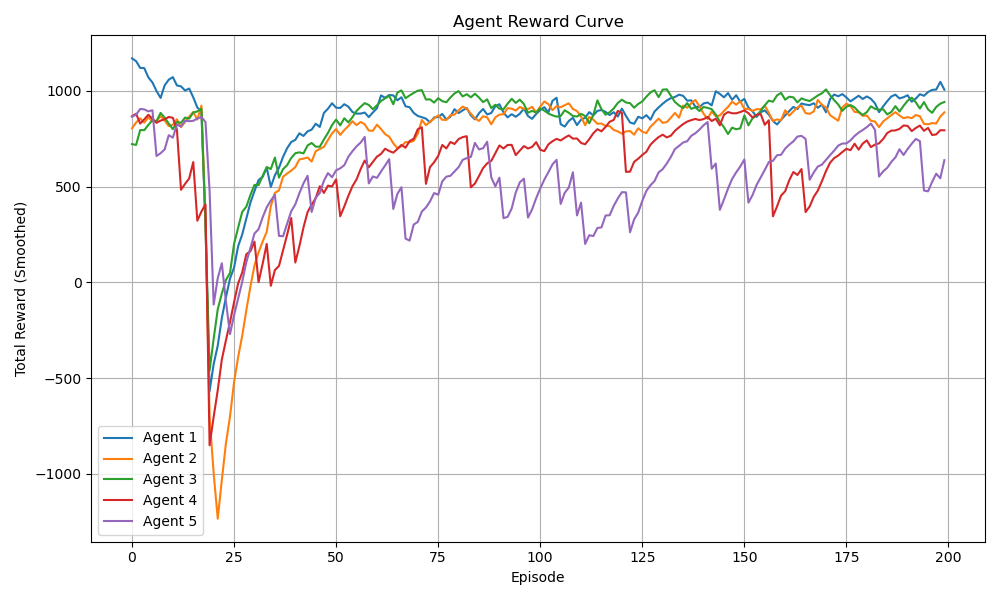 Agent Reward Curve
Total Reward (Smoothed)
1000
500
0
−500
−1000
Agent 1
Agent 2
Agent 3
Agent 4
Agent 5
0 25 50 75 100 125 150 175 200
Episode